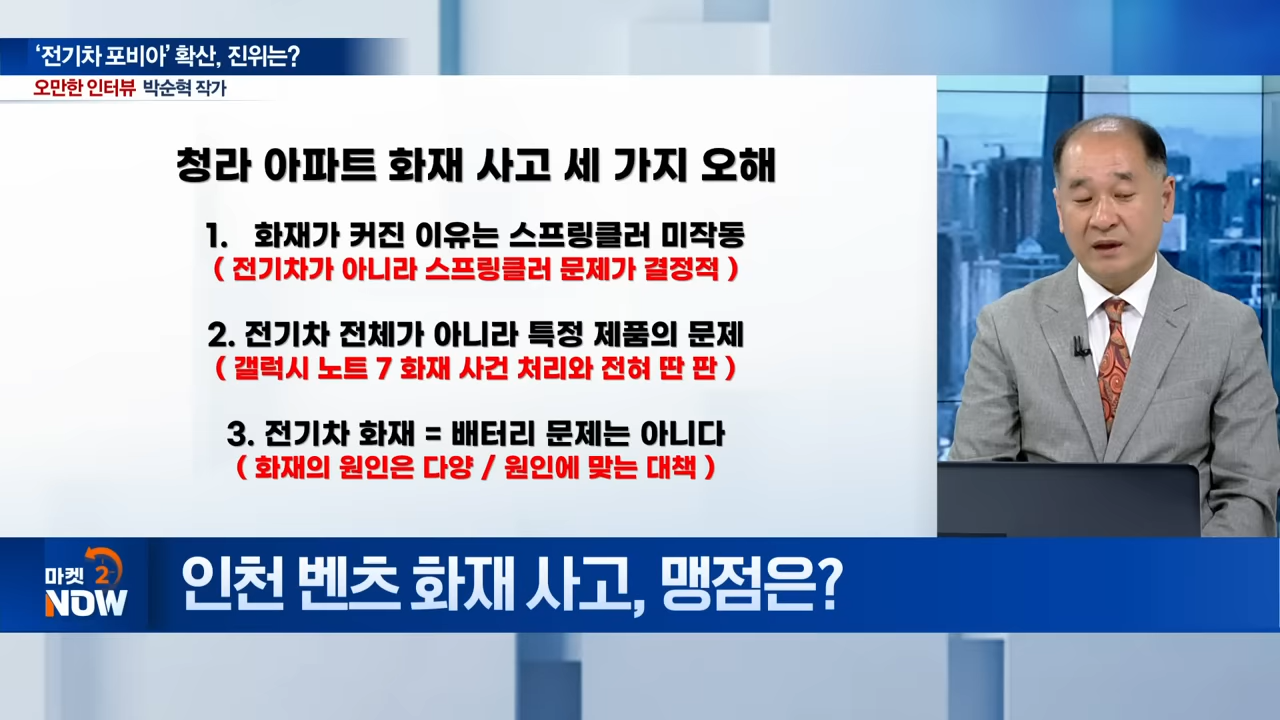 ‘전기차 포비아’ 확산, 진위는?
오만한 인터뷰 박순혁 작가
청라 아파트 화재 사고 세 가지 오해
1. 화재가 커진 이유는 스프링클러 미작동
( 전기차가 아니라 스프링클러 문제가 결정적 )
2. 전기차 전체가 아니라 특정 제품의 문제
( 갤럭시 노트 7 화재 사건 처리와 전혀 딴 판 )
3. 전기차 화재 = 배터리 문제는 아니다
( 화재의 원인은 다양 / 원인에 맞는 대책 )
마켓 2
NOW
인천 벤츠 화재 사고, 맹점은?